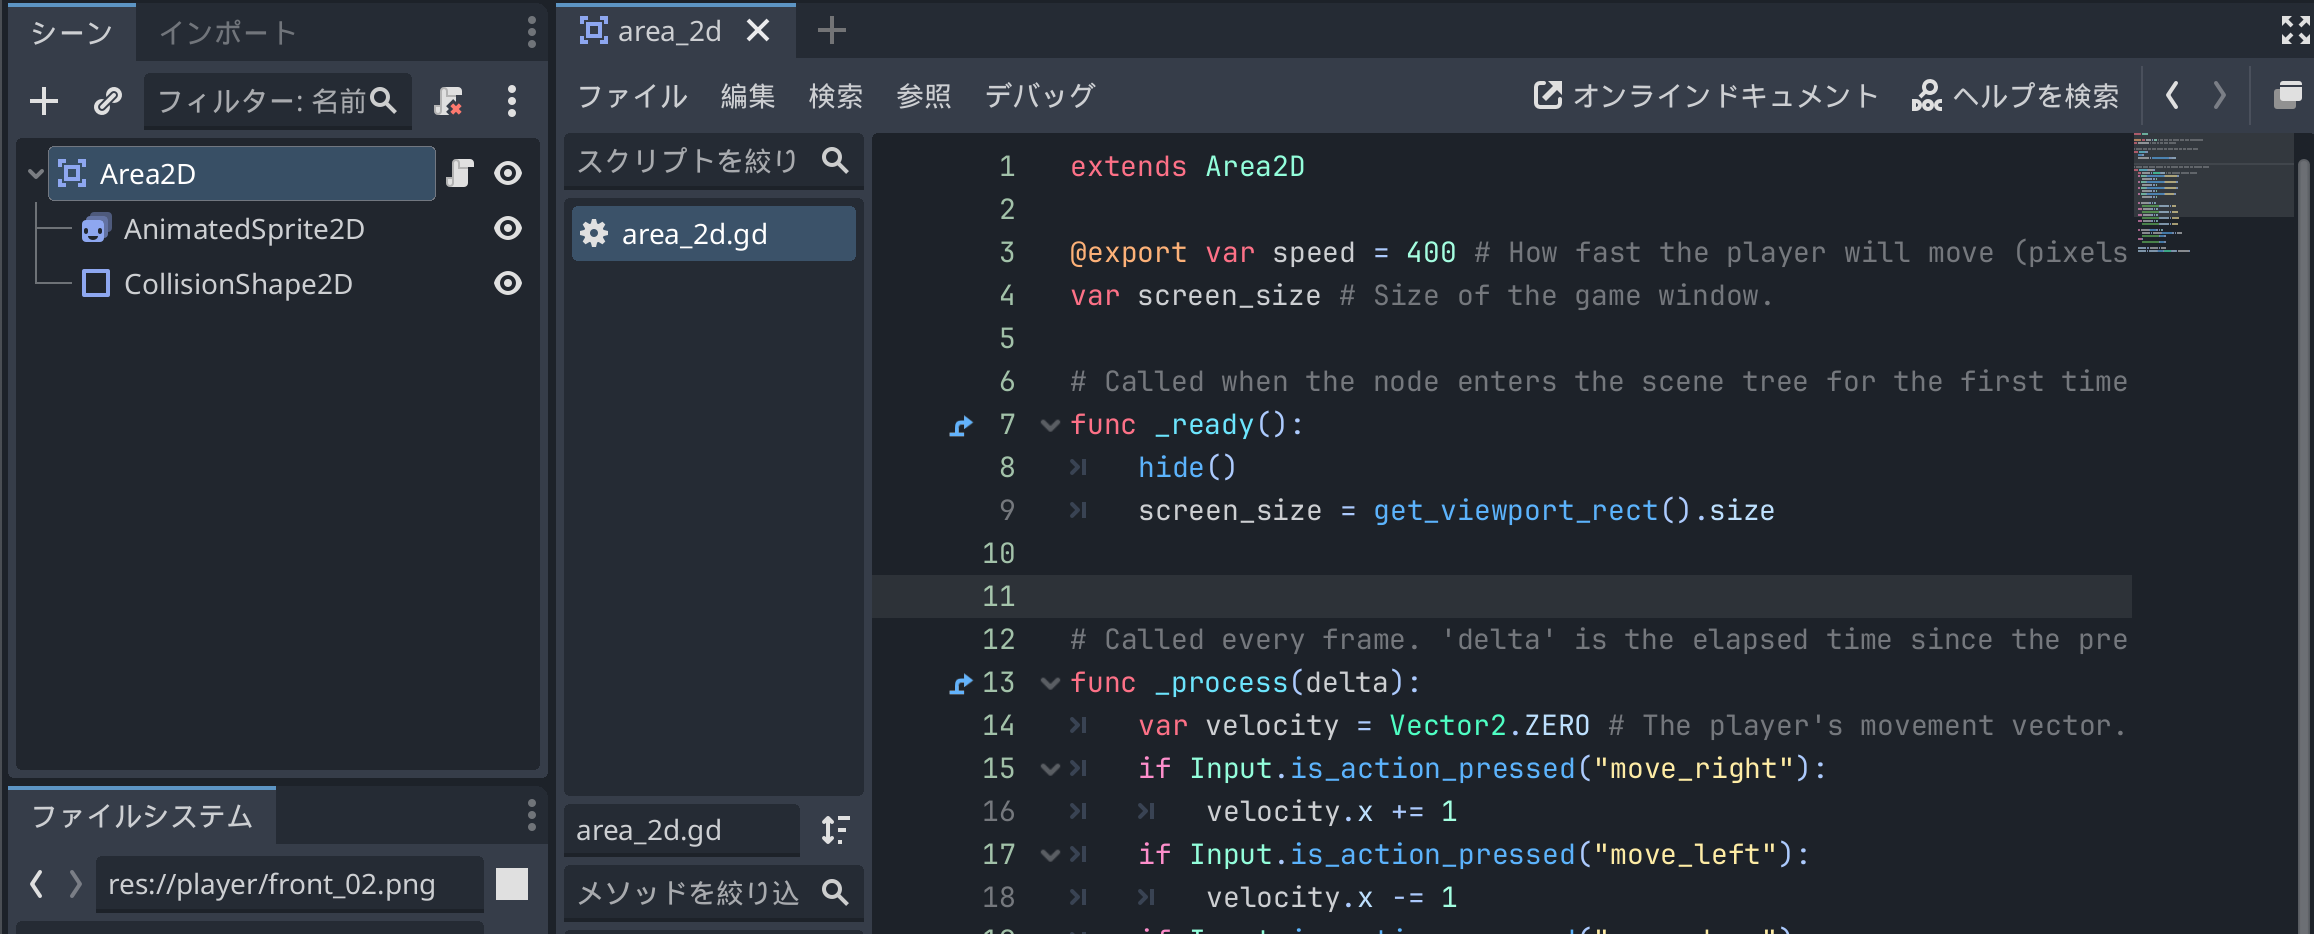 シーン
インポート
フィルター: 名前
Area2D
AnimatedSprite2D
CollisionShape2D
ファイルシステム
res://player/front_02.png
area_2d
ファイル 編集 検索 参照 デバッグ
オンラインドキュメント
DOC ヘルプを検索
スクリプトを絞り
area_2d.gd
area_2d.gd
メソッドを絞り込
1 extends Area2D
2
3 @export var speed = 400 # How fast the player will move (pixels
4 var screen_size # Size of the game window.
5
6 # Called when the node enters the scene tree for the first time
7 func _ready():
8 hide()
9 screen_size = get_viewport_rect().size
10
11
12 # Called every frame. 'delta' is the elapsed time since the pre
13 func _process(delta):
14 var velocity = Vector2.ZERO # The player's movement vector.
15 if Input.is_action_pressed("move_right"):
16 velocity.x += 1
17 if Input.is_action_pressed("move_left"):
18 velocity.x -= 1